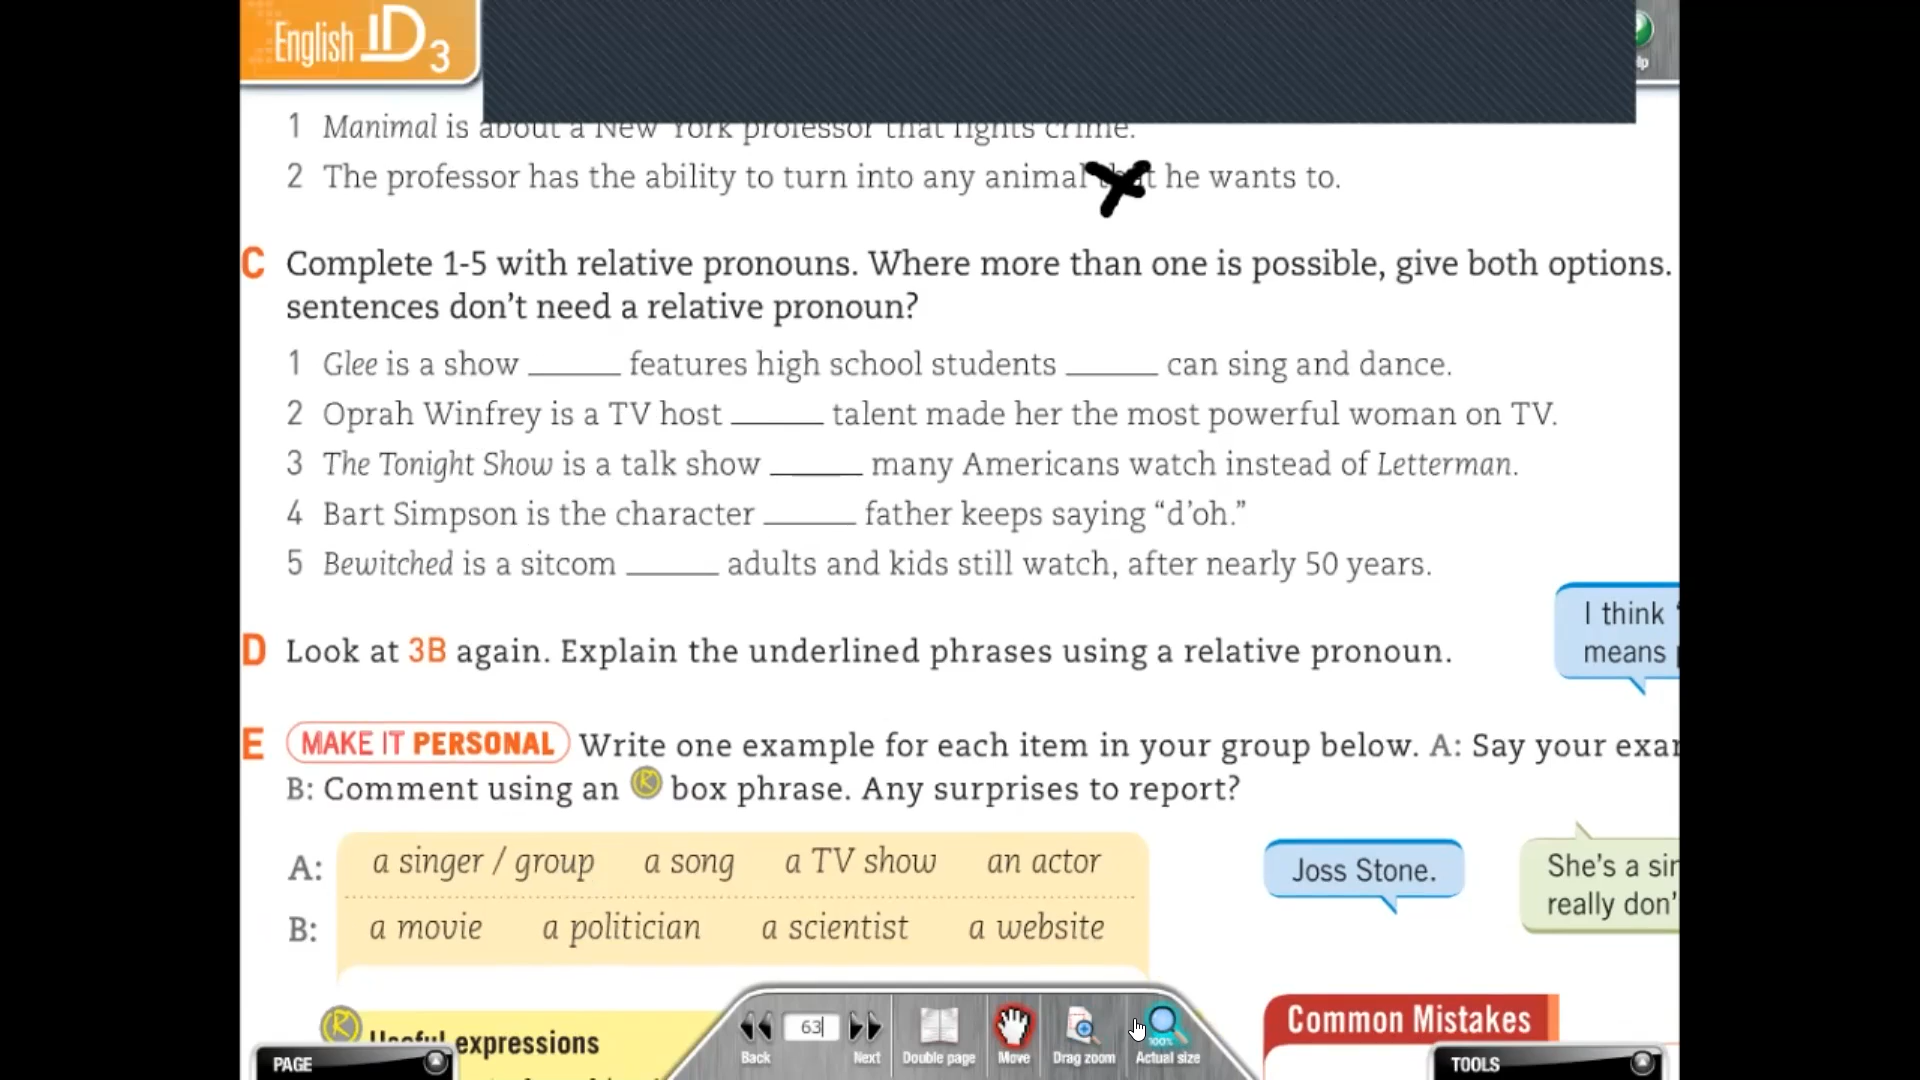 English ID 3
1 Manimal is about a New York professor that fights crime.
2 The professor has the ability to turn into any animal he wants to.
C Complete 1-5 with relative pronouns. Where more than one is possible, give both options.
sentences don't need a relative pronoun?
1 Glee is a show ______ features high school students ______ can sing and dance.
2 Oprah Winfrey is a TV host ______ talent made her the most powerful woman on TV.
3 The Tonight Show is a talk show ______ many Americans watch instead of Letterman.
4 Bart Simpson is the character ______ father keeps saying “d’oh.”
5 Bewitched is a sitcom ______ adults and kids still watch, after nearly 50 years.
I think
means
D Look at 3B again. Explain the underlined phrases using a relative pronoun.
E MAKE IT PERSONAL Write one example for each item in your group below. A: Say your
B: Comment using an R box phrase. Any surprises to report?
A: a singer / group a song a TV show an actor
B: a movie a politician a scientist a website
Joss Stone.
She's a
really don'
R Useful expressions
Common Mistakes
63
Back Next Double page Move Drag zoom 100% Actual size
PAGE
TOOLS